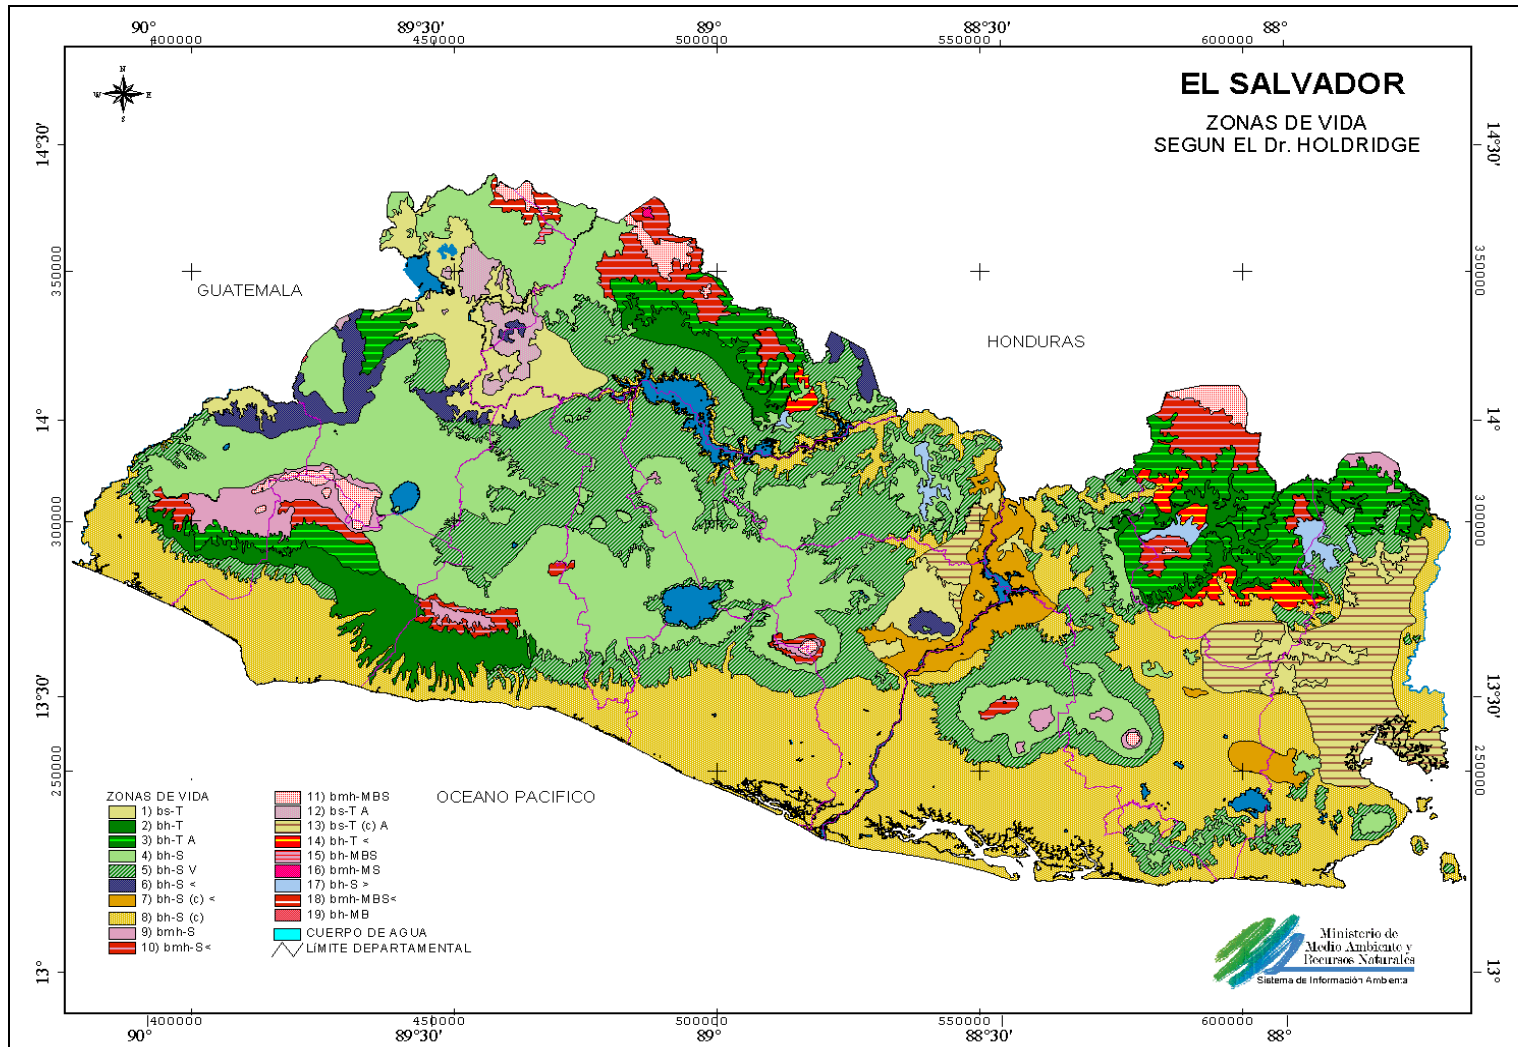 90° 89°30' 89° 88°30' 88°
400000 450000 500000 550000 600000
N
W E
S
EL SALVADOR
ZONAS DE VIDA
SEGUN EL Dr. HOLDRIDGE
14°30' 14°30'
350000 350000
GUATEMALA
HONDURAS
14° 14°
300000 300000
13°30' 13°30'
250000 250000
OCEANO PACIFICO
ZONAS DE VIDA
1) bs-T
2) bh-T
3) bh-T A
4) bh-S
5) bh-S V
6) bh-S <
7) bh-S (c) <
8) bh-S (c)
9) bmh-S
10) bmh-S<
11) bmh-MBS
12) bs-T A
13) bs-T (c) A
14) bh-T <
15) bh-MBS
16) bmh-MS
17) bh-S >
18) bmh-MBS<
19) bh-MB
CUERPO DE AGUA
LíMITE DEPARTAMENTAL
Ministerio de
Medio Ambiente y
Recursos Naturales
Sistema de Información Ambienta
13° 13°
400000 450000 500000 550000 600000
90° 89°30' 89° 88°30' 88°